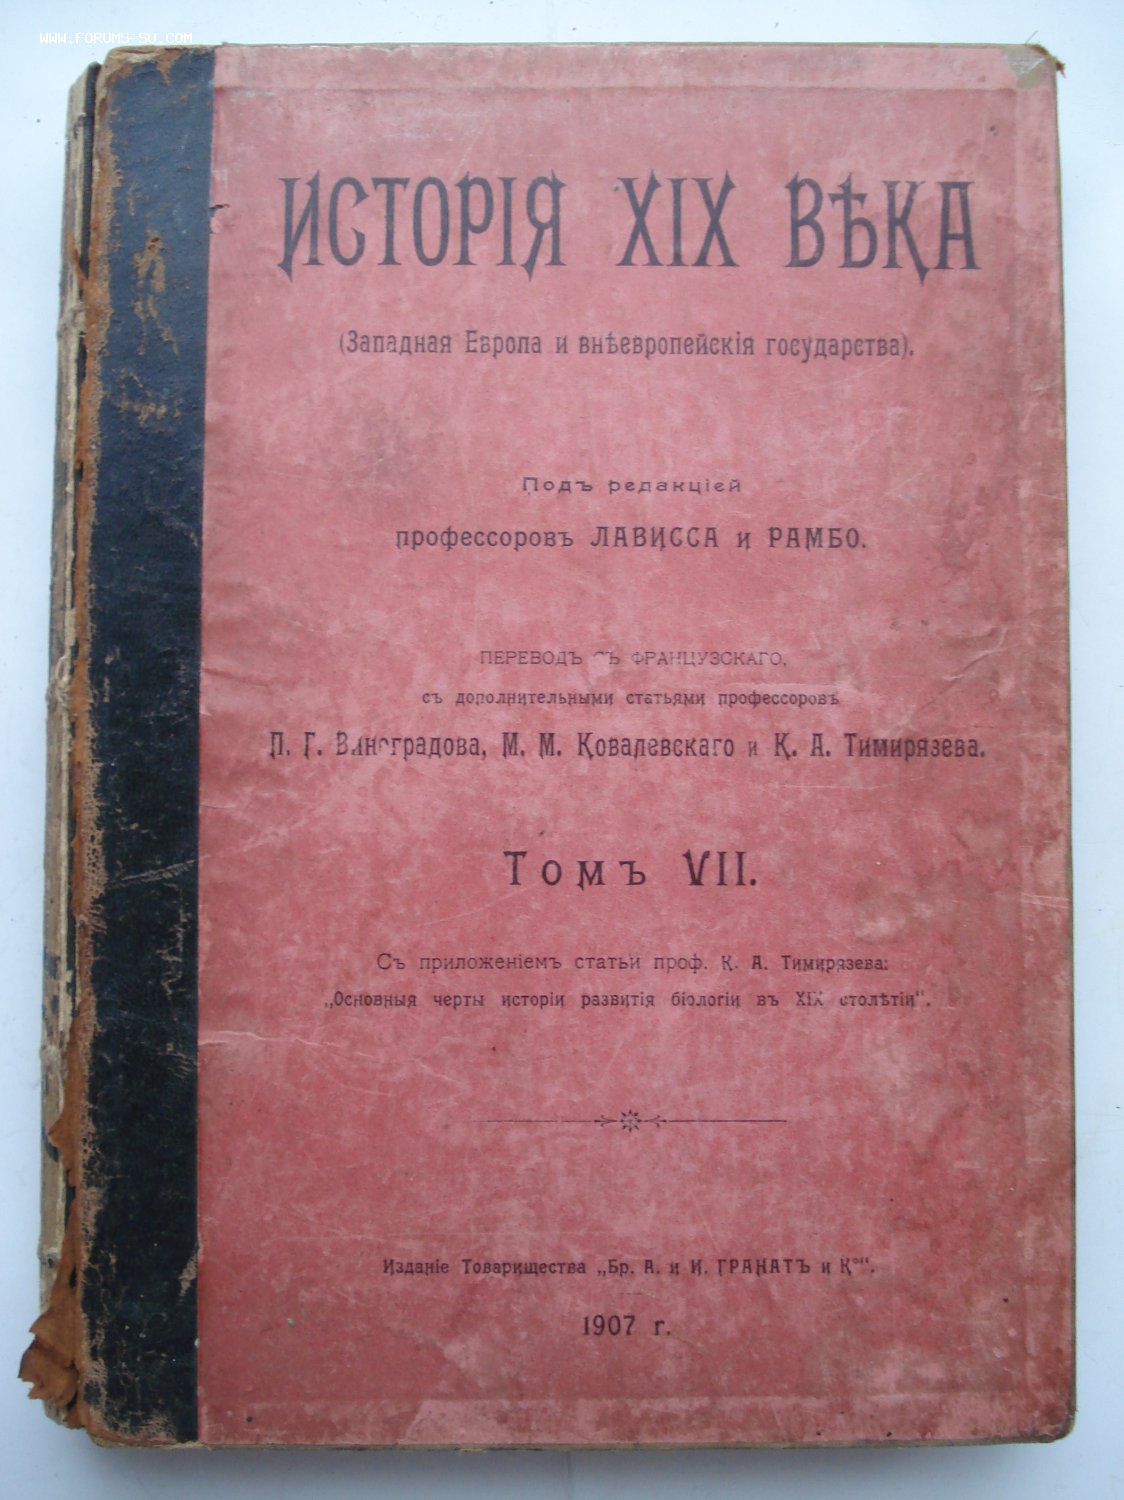 WWW.FORUMS-SU.COM
ИСТОРІЯ XIX ВѢКА
(Западная Европа и внѣевропейскія государства).
Подъ редакціей
профессоровъ ЛАВИССА и РАМБО.
ПЕРЕВОДЪ СЪ ФРАНЦУЗСКАГО,
съ дополнительными статьями профессоровъ
П. Г. Виноградова, М. М. Ковалевскаго и К. А. Тимирязева.
Томъ VII.
Съ приложеніемъ статьи проф. К. А. Тимирязева:
„Основныя черты исторіи развитія біологіи въ XIX столѣтіи".
Изданіе Товарищества „Бр. А. и И. ГРАНАТЪ и К°".
1907 г.